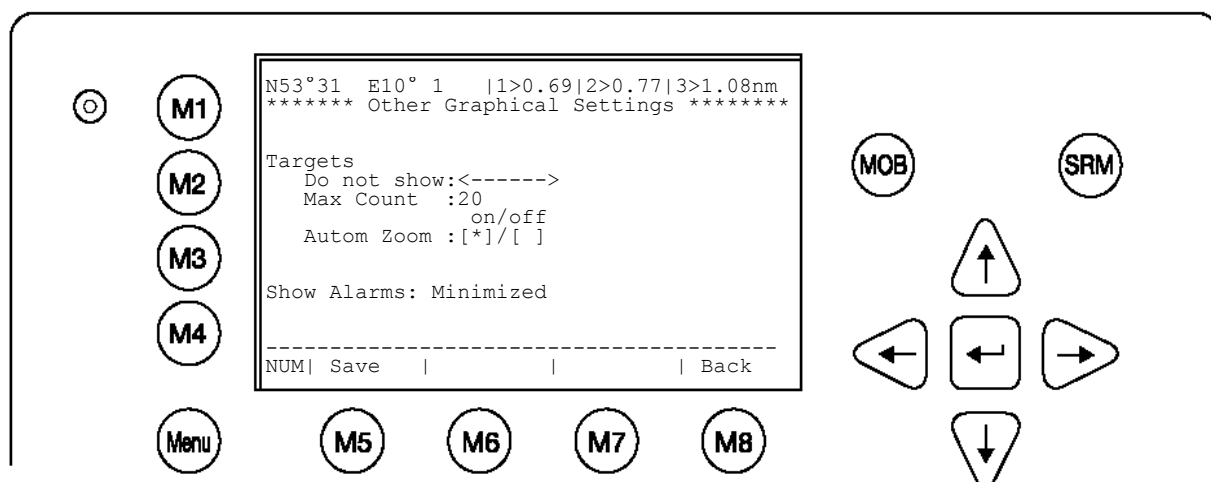 N53°31 E10° 1 |1>0.69|2>0.77|3>1.08nm
******* Other Graphical Settings ********
Targets
Do not show:<------>
Max Count :20
on/off
Autom Zoom :[*]/[ ]
Show Alarms: Minimized
----------------------------------------
NUM| Save | | | Back
M1
M2
M3
M4
Menu
M5
M6
M7
M8
MOB
SRM